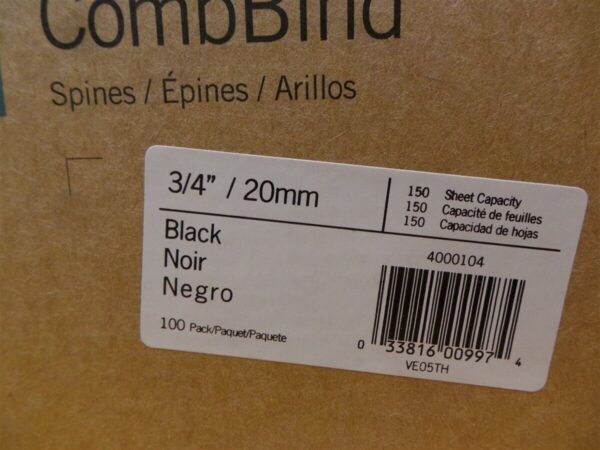 CombBind
Spines / Épines / Arillos
3/4" / 20mm
150 Sheet Capacity
150 Capacité de feuilles
150 Capacidad de hojas
Black
Noir
Negro
100 Pack/Paquet/Paquete
4000104
0 33816 00997 4
VE05TH